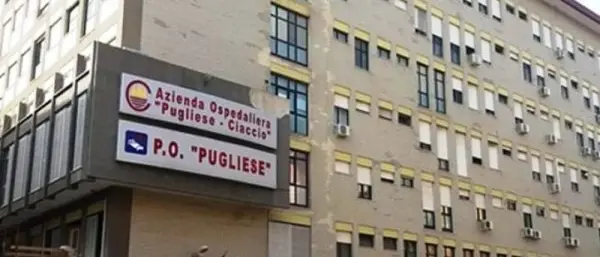 Azienda Ospedaliera
"Pugliese - Ciaccio"
P.O. "PUGLIESE"